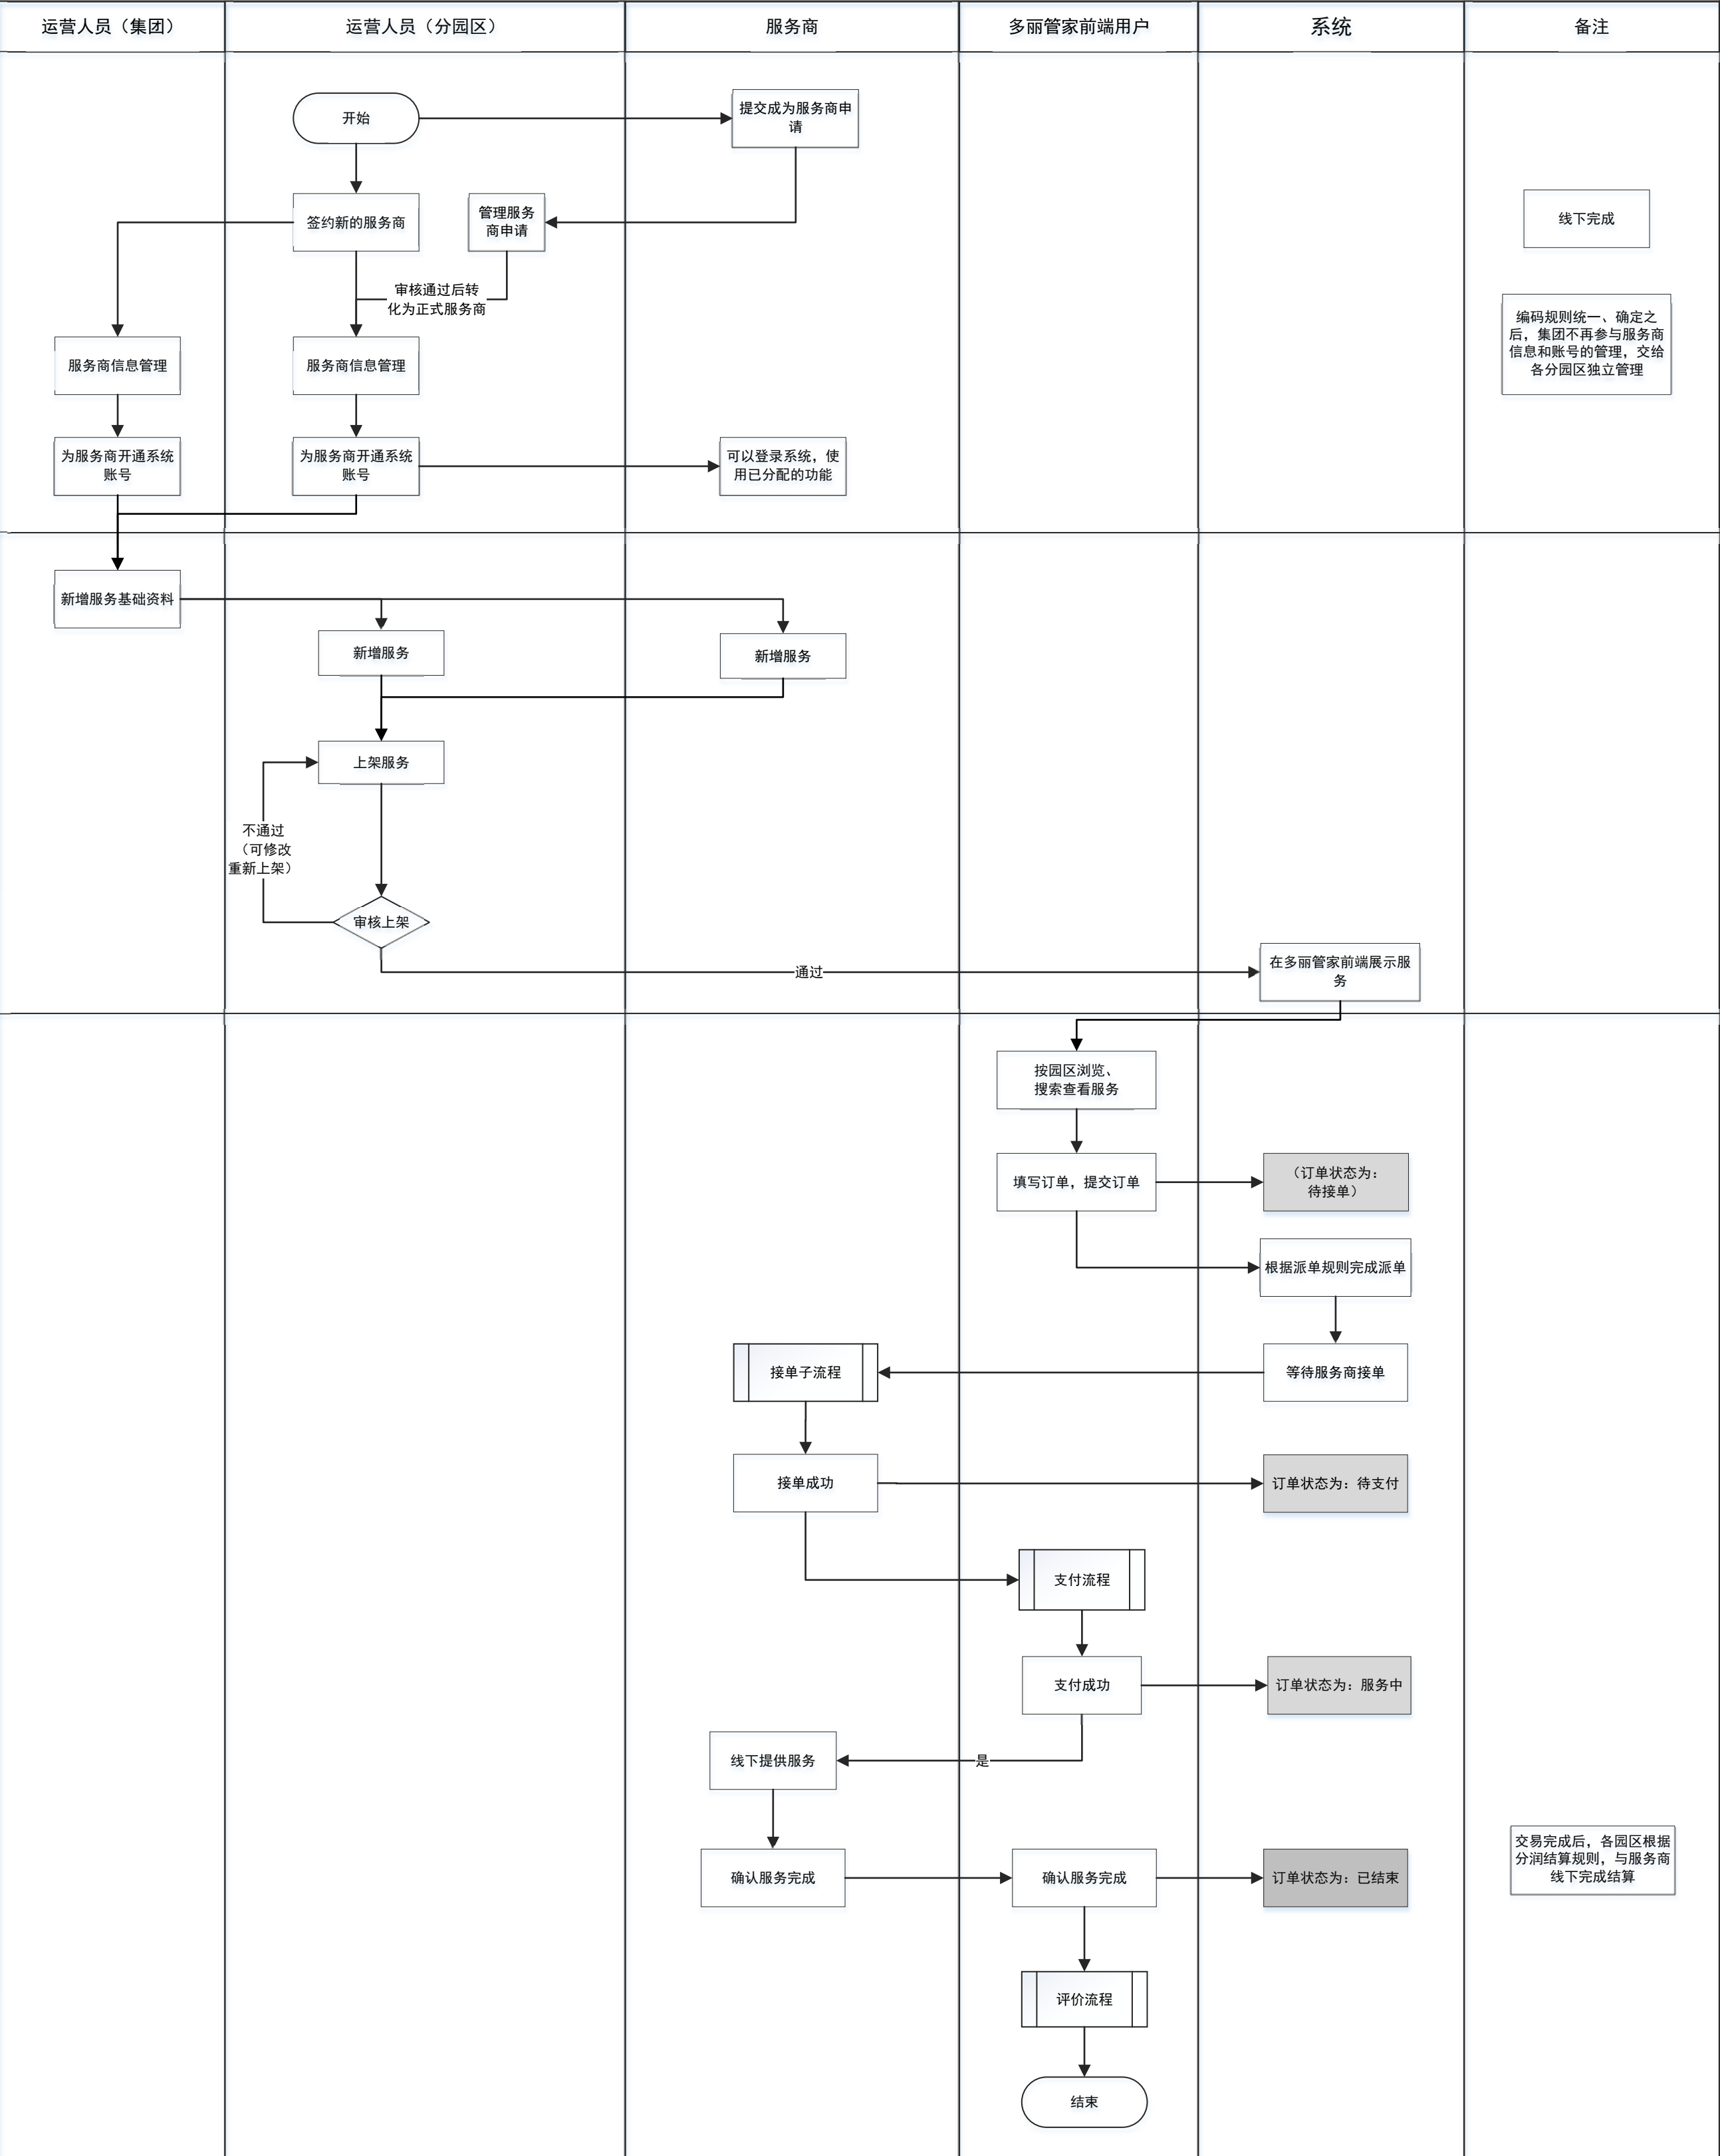 运营人员（集团）
运营人员（分园区）
服务商
多丽管家前端用户
系统
备注
开始
提交成为服务商申
请
签约新的服务商
管理服务
商申请
线下完成
审核通过后转
化为正式服务商
编码规则统一、确定之
后，集团不再参与服务商
信息和账号的管理，交给
各分园区独立管理
服务商信息管理
服务商信息管理
为服务商开通系统
账号
为服务商开通系统
账号
可以登录系统，使
用已分配的功能
新增服务基础资料
新增服务
新增服务
上架服务
不通过
（可修改
重新上架）
审核上架
通过
在多丽管家前端展示服
务
按园区浏览、
搜索查看服务
填写订单，提交订单
（订单状态为：
待接单）
根据派单规则完成派单
接单子流程
等待服务商接单
接单成功
订单状态为：待支付
支付流程
支付成功
订单状态为：服务中
线下提供服务
是
确认服务完成
确认服务完成
订单状态为：已结束
交易完成后，各园区根据
分润结算规则，与服务商
线下完成结算
评价流程
结束